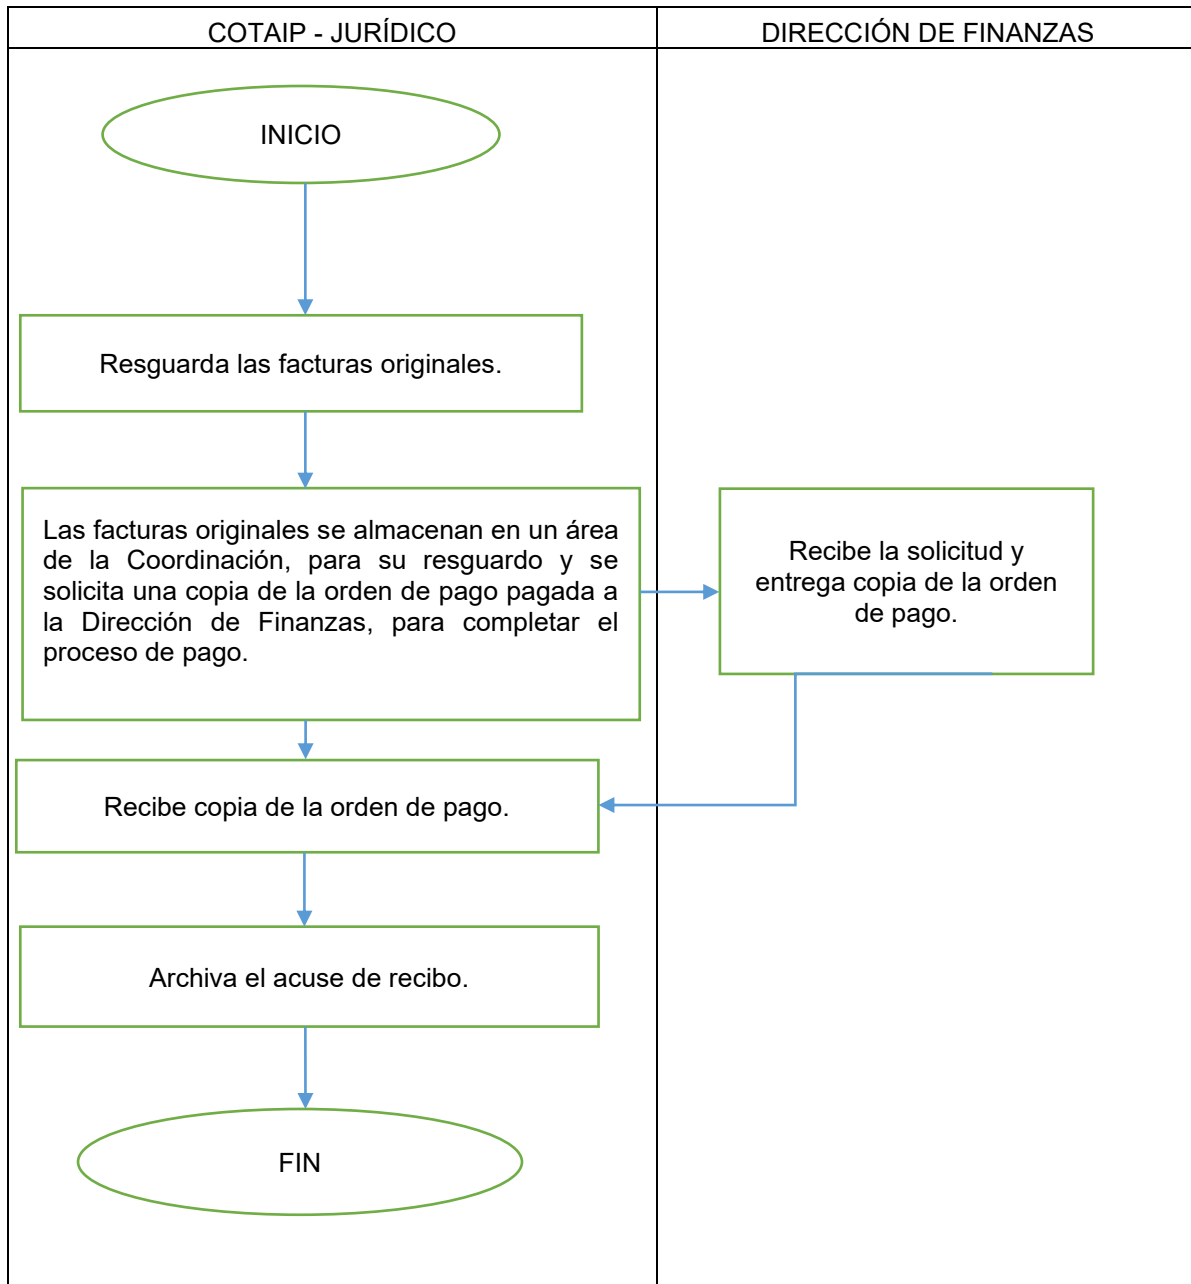 COTAIP - JURÍDICO
DIRECCIÓN DE FINANZAS
INICIO
Resguarda las facturas originales.
Las facturas originales se almacenan en un área
de la Coordinación, para su resguardo y se
solicita una copia de la orden de pago pagada a
la Dirección de Finanzas, para completar el
proceso de pago.
Recibe la solicitud y
entrega copia de la orden
de pago.
Recibe copia de la orden de pago.
Archiva el acuse de recibo.
FIN